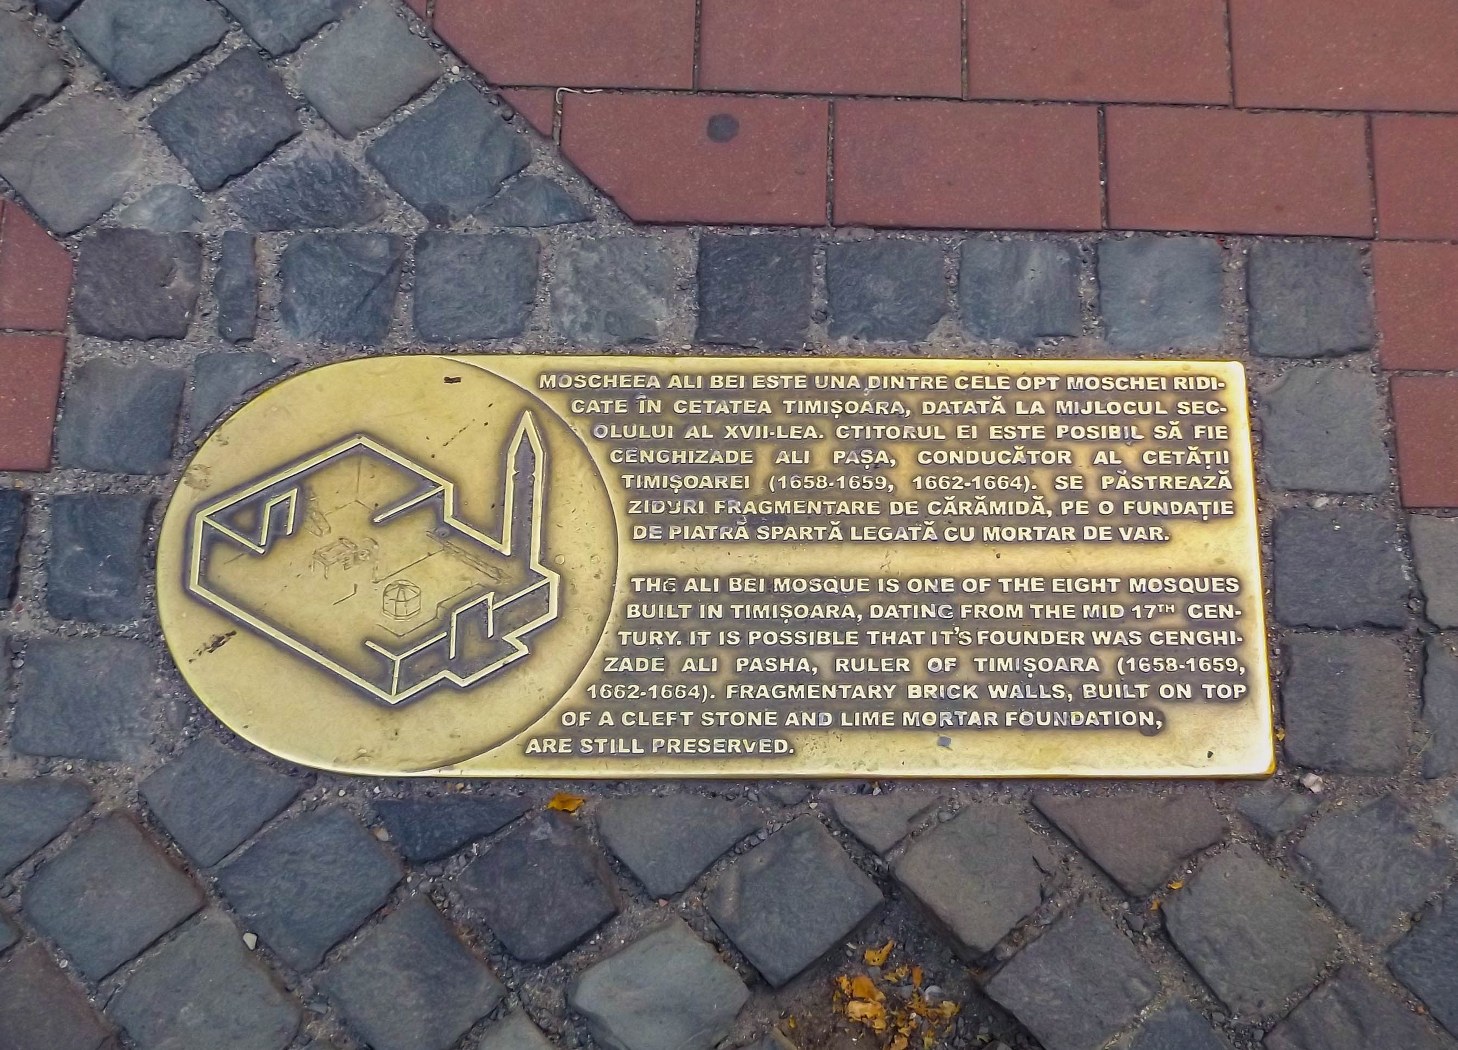 MOSCHEEA ALI BEI ESTE UNA DINTRE CELE OPT MOSCHEI RIDI-
CATE ÎN CETATEA TIMIȘOARA, DATATĂ LA MIJLOCUL SEC-
OLULUI AL XVII-LEA. CTITORUL EI ESTE POSIBIL SĂ FIE
CENGHIZADE ALI PAȘA, CONDUCĂTOR AL CETĂȚII
TIMIȘOAREI (1658-1659, 1662-1664). SE PĂSTREAZĂ
ZIDURI FRAGMENTARE DE CĂRĂMIDĂ, PE O FUNDAȚIE
DE PIATRĂ SPARTĂ LEGATĂ CU MORTAR DE VAR.
THE ALI BEI MOSQUE IS ONE OF THE EIGHT MOSQUES
BUILT IN TIMIȘOARA, DATING FROM THE MID 17TH CEN-
TURY. IT IS POSSIBLE THAT IT'S FOUNDER WAS CENGHI-
ZADE ALI PASHA, RULER OF TIMIȘOARA (1658-1659,
1662-1664). FRAGMENTARY BRICK WALLS, BUILT ON TOP
OF A CLEFT STONE AND LIME MORTAR FOUNDATION,
ARE STILL PRESERVED.